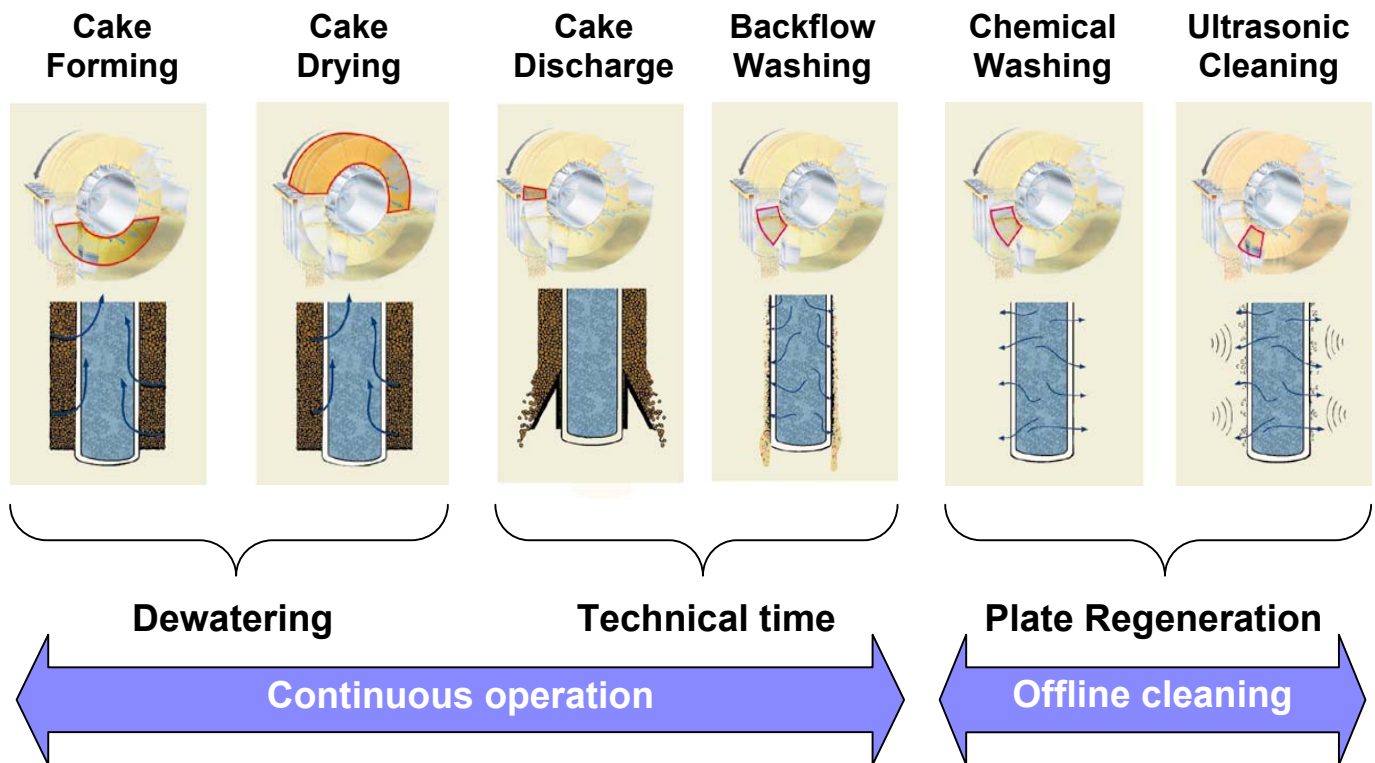 Cake
Forming
Cake
Drying
Cake
Discharge
Backflow
Washing
Chemical
Washing
Ultrasonic
Cleaning
Dewatering
Technical time
Plate Regeneration
Continuous operation
Offline cleaning